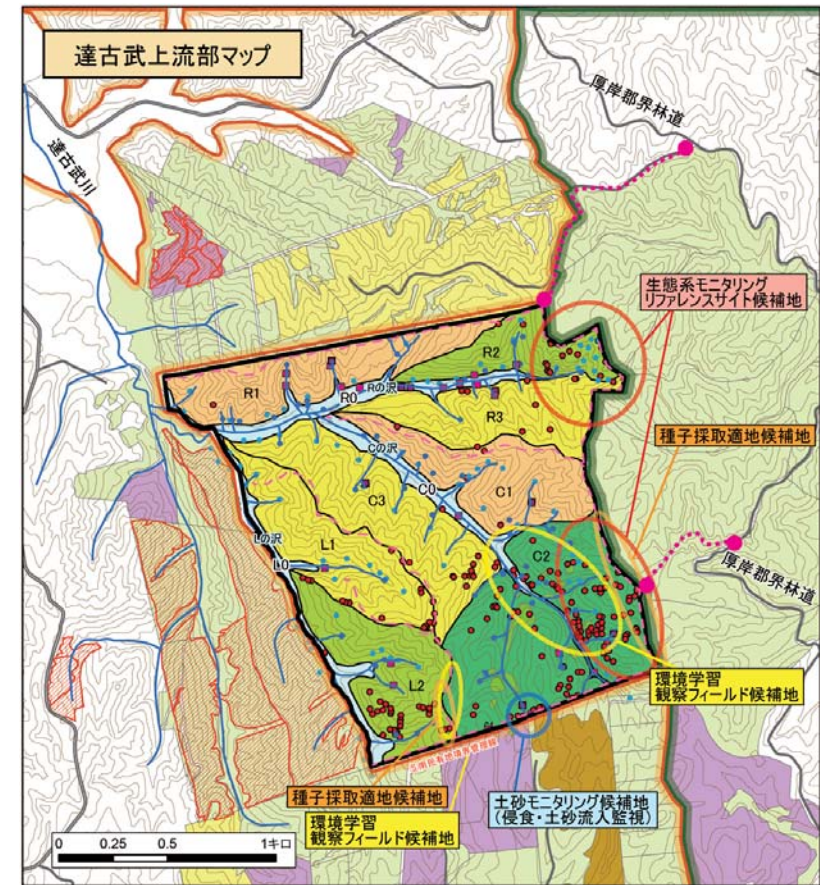 達古武上流部マップ
厚岸郡界林道
達古武川
生態系モニタリング
リファレンスサイト候補地
R2
R1
Rの沢
R0
R3
種子採取適地候補地
Cの沢
C0
C1
C3
厚岸郡界林道
C2
Lの沢
L1
L0
環境学習
観察フィールド候補地
L2
種子採取適地候補地
環境学習
観察フィールド候補地
土砂モニタリング候補地
(侵食・土砂流入監視)
0 0.25 0.5 1キロ